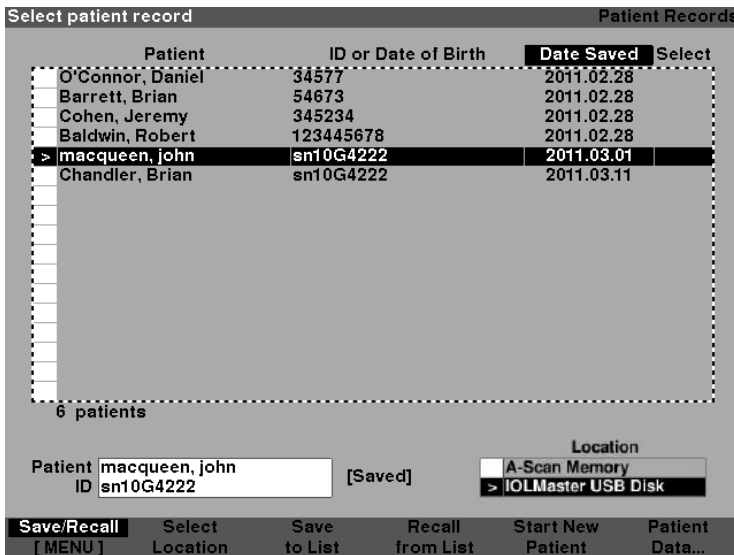 Select patient record Patient Records
Patient ID or Date of Birth Date Saved Select
O'Connor, Daniel 34577 2011.02.28
Barrett, Brian 54673 2011.02.28
Cohen, Jeremy 345234 2011.02.28
Baldwin, Robert 123445678 2011.02.28
> macqueen, john sn10G4222 2011.03.01
Chandler, Brian sn10G4222 2011.03.11
6 patients
Location
Patient macqueen, john [Saved] A-Scan Memory
ID sn10G4222 > IOLMaster USB Disk
Save/Recall Select Save Recall Start New Patient
[MENU] Location to List from List Patient Data...